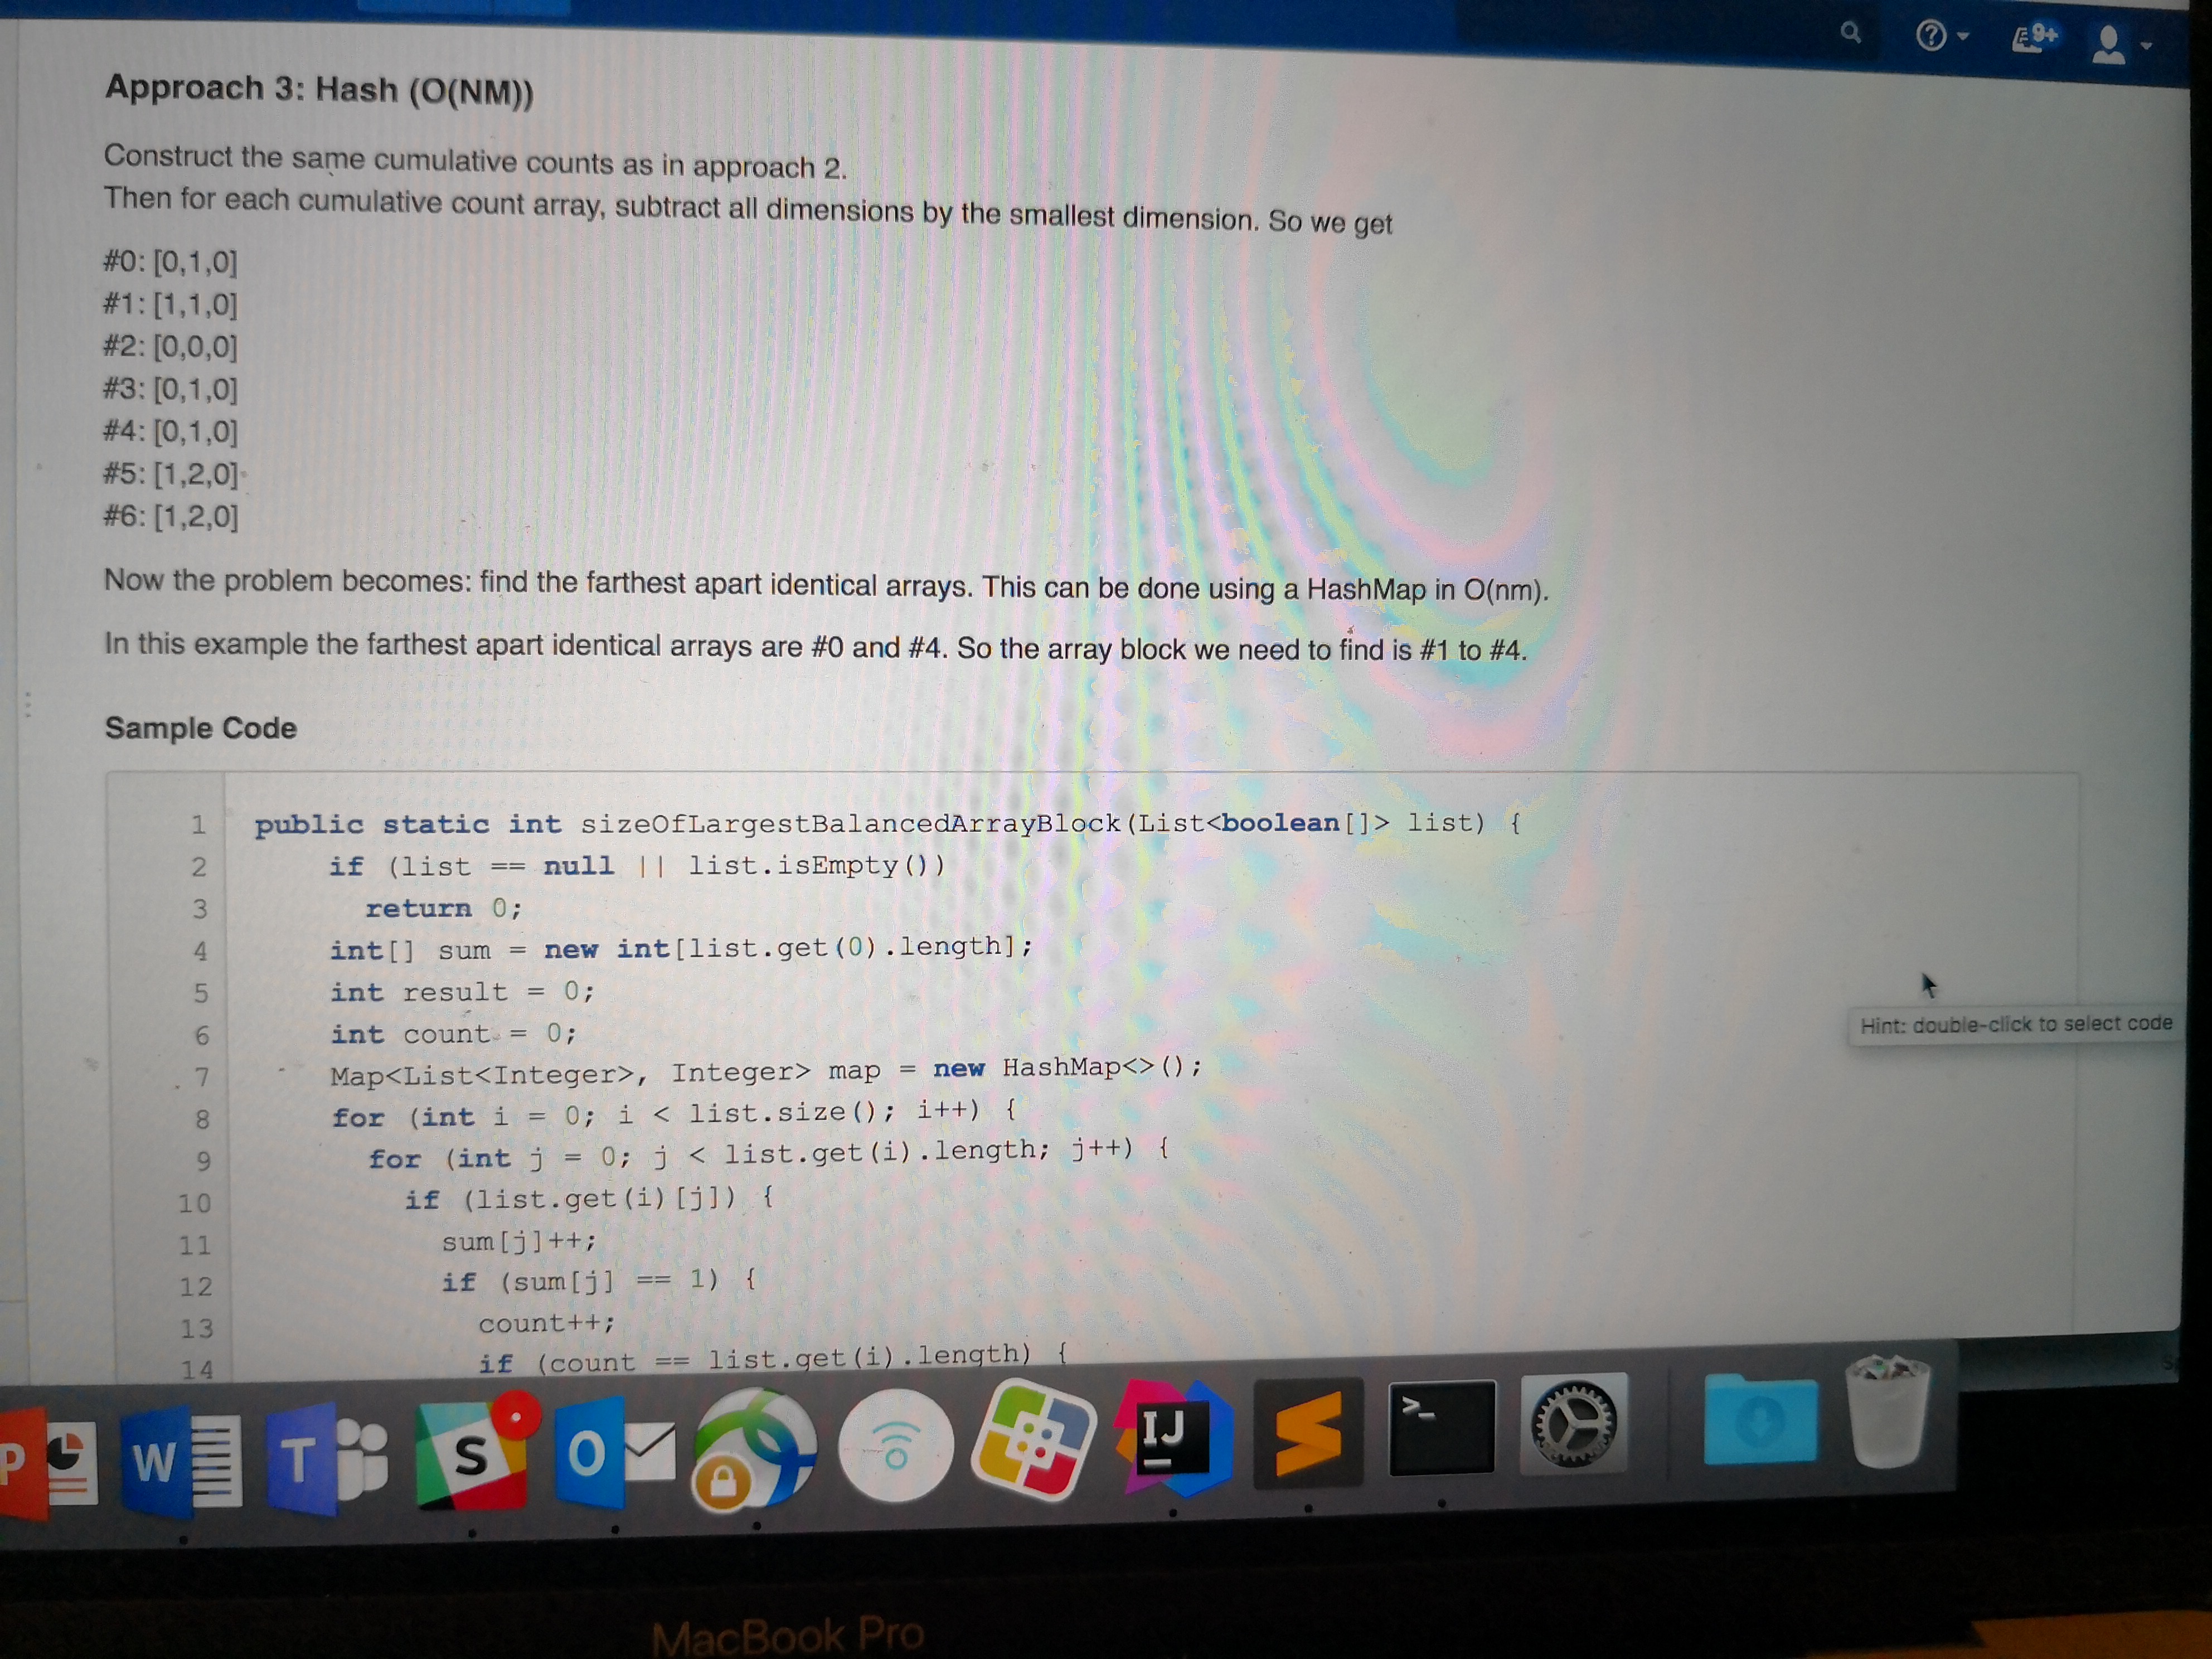 9+
Approach 3: Hash (O(NM))
Construct the same cumulative counts as in approach 2.
Then for each cumulative count array, subtract all dimensions by the smallest dimension. So we get
#0: [0,1,0]
#1: [1,1,0]
#2: [0,0,0]
#3: [0,1,0]
#4: [0,1,0]
#5: [1,2,0]
#6: [1,2,0]
Now the problem becomes: find the farthest apart identical arrays. This can be done using a HashMap in O(nm).
In this example the farthest apart identical arrays are #0 and #4. So the array block we need to find is #1 to #4.
Sample Code
1 public static int sizeOfLargestBalancedArrayBlock(List<boolean[]> list) {
2 if (list == null || list.isEmpty())
3 return 0;
4 int[] sum = new int[list.get(0).length];
5 int result = 0;
6 int count = 0;
7 Map<List<Integer>, Integer> map = new HashMap<>();
8 for (int i = 0; i < list.size(); i++) {
9 for (int j = 0; j < list.get(i).length; j++) {
10 if (list.get(i)[j]) {
11 sum[j]++;
12 if (sum[j] == 1) {
13 count++;
14 if (count == list.get(i).length) {
Hint: double-click to select code
P W T S O IJ >_
MacBook Pro